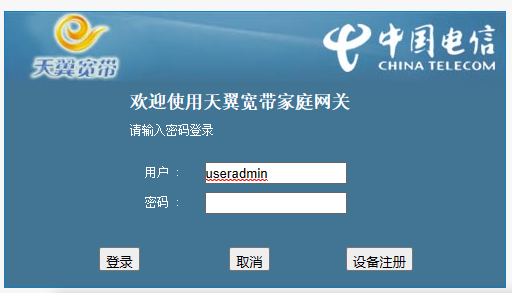 天翼宽带
中国电信
CHINA TELECOM
欢迎使用天翼宽带家庭网关
请输入密码登录
用户 ： useradmin
密码 ：
登录 取消 设备注册